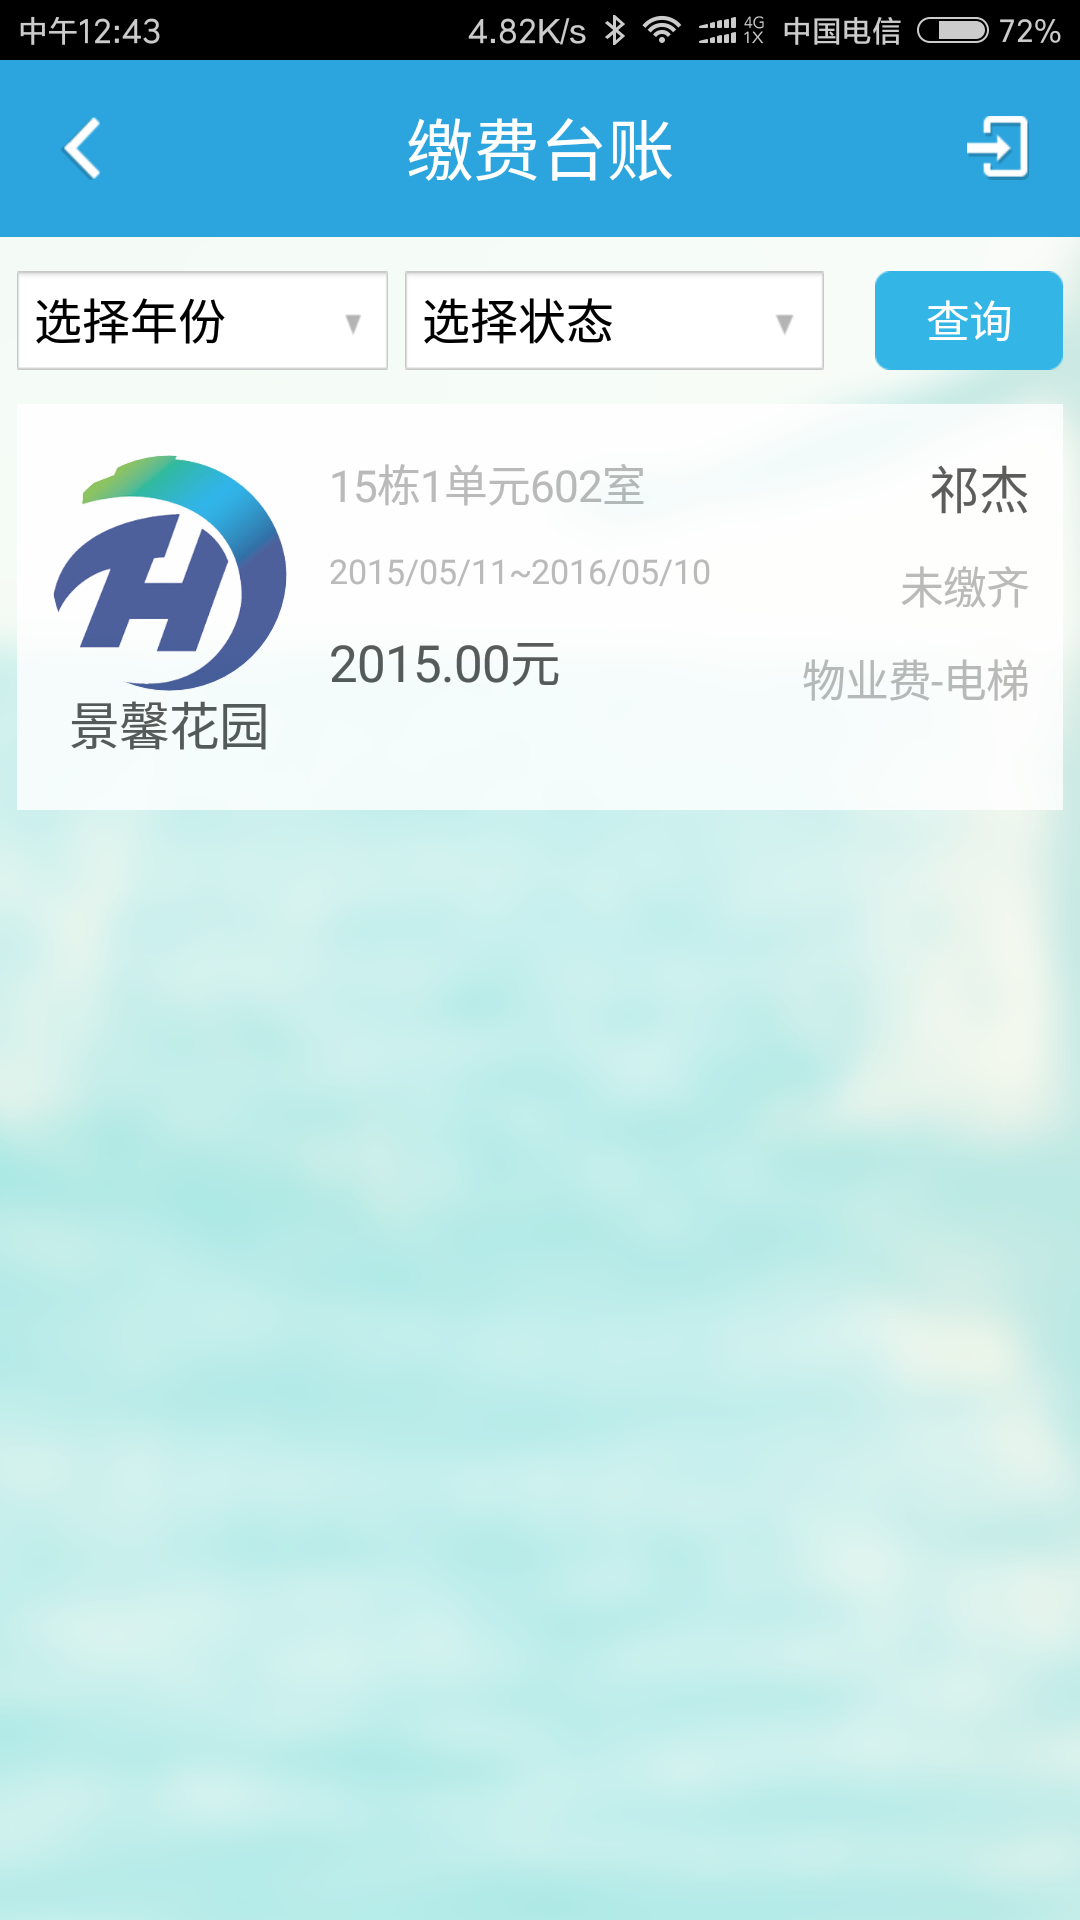 中午12:43 4.82K/s 4G 1X 中国电信 72%
缴费台账
选择年份 选择状态 查询
15栋1单元602室 祁杰
2015/05/11~2016/05/10 未缴齐
2015.00元 物业费-电梯
景馨花园